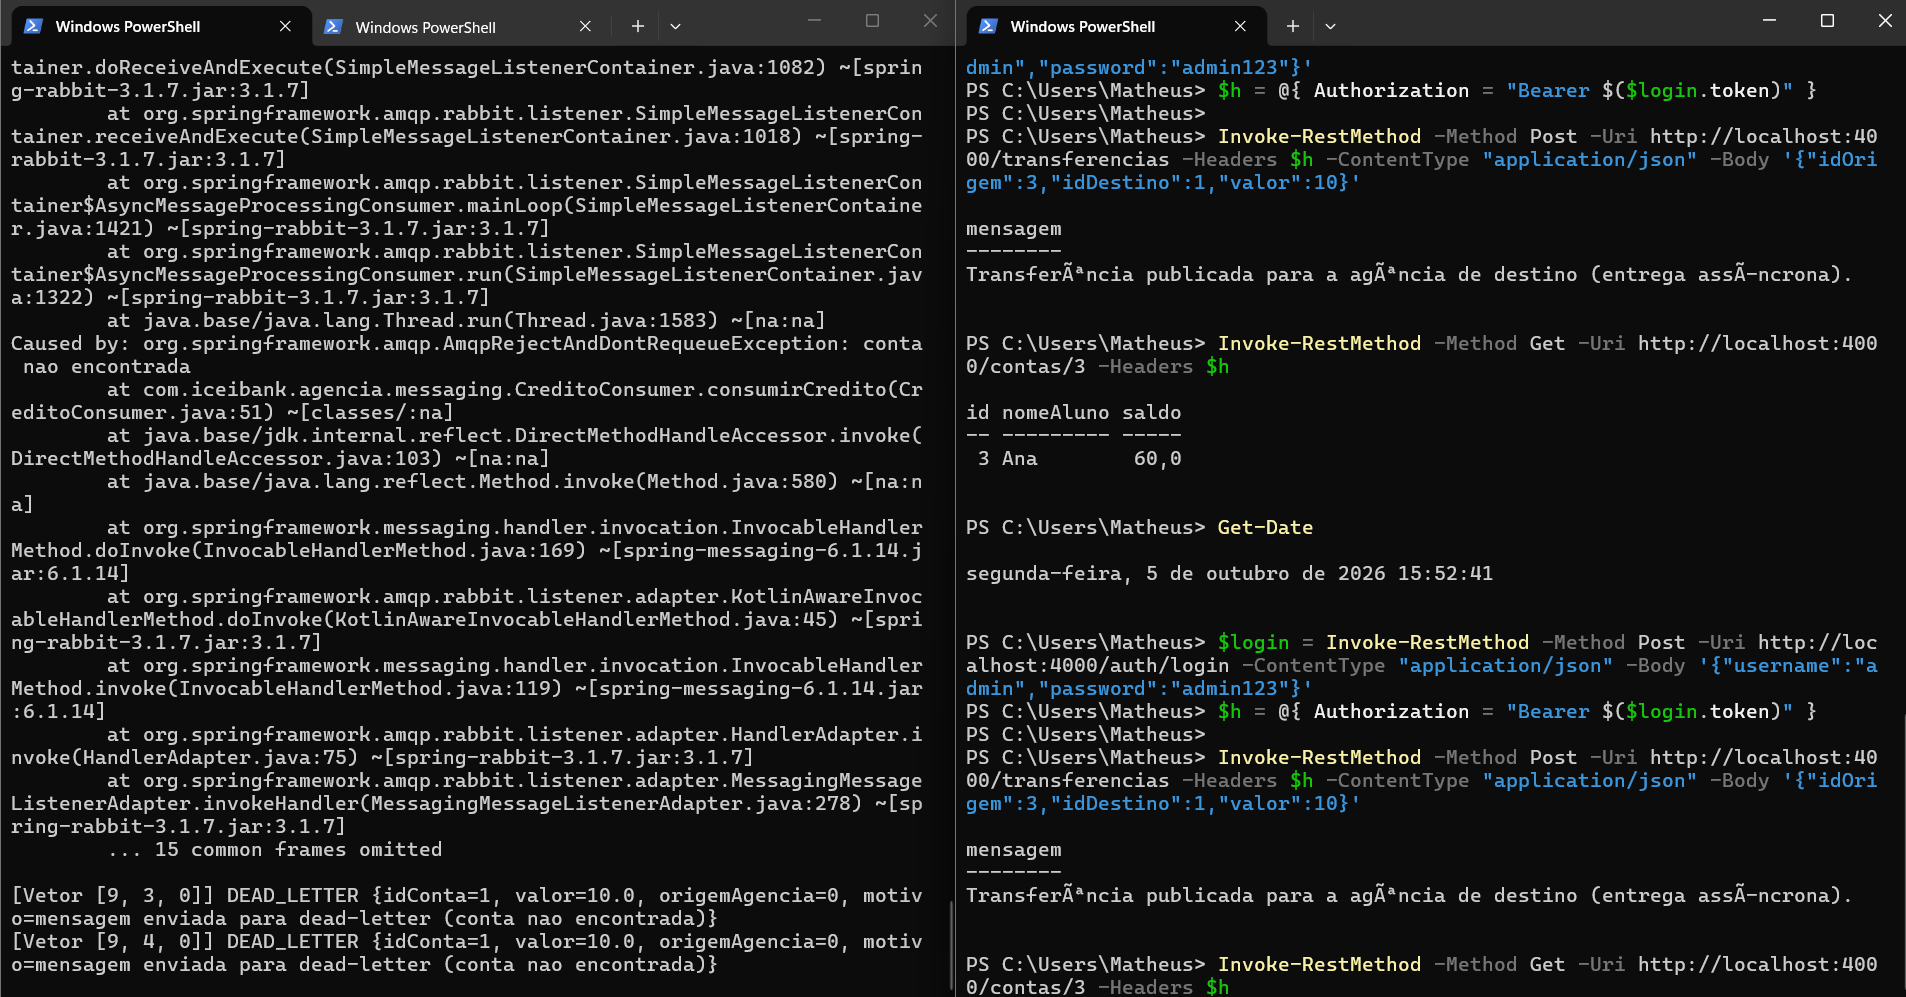 Windows PowerShell
Windows PowerShell
tainer.doReceiveAndExecute(SimpleMessageListenerContainer.java:1082) ~[sprin
g-rabbit-3.1.7.jar:3.1.7]
        at org.springframework.amqp.rabbit.listener.SimpleMessageListenerCon
tainer.receiveAndExecute(SimpleMessageListenerContainer.java:1018) ~[spring-
rabbit-3.1.7.jar:3.1.7]
        at org.springframework.amqp.rabbit.listener.SimpleMessageListenerCon
tainer$AsyncMessageProcessingConsumer.mainLoop(SimpleMessageListenerContaine
r.java:1421) ~[spring-rabbit-3.1.7.jar:3.1.7]
        at org.springframework.amqp.rabbit.listener.SimpleMessageListenerCon
tainer$AsyncMessageProcessingConsumer.run(SimpleMessageListenerContainer.jav
a:1322) ~[spring-rabbit-3.1.7.jar:3.1.7]
        at java.base/java.lang.Thread.run(Thread.java:1583) ~[na:na]
Caused by: org.springframework.amqp.AmqpRejectAndDontRequeueException: conta
 nao encontrada
        at com.iceibank.agencia.messaging.CreditoConsumer.consumirCredito(Cr
editoConsumer.java:51) ~[classes/:na]
        at java.base/jdk.internal.reflect.DirectMethodHandleAccessor.invoke(
DirectMethodHandleAccessor.java:103) ~[na:na]
        at java.base/java.lang.reflect.Method.invoke(Method.java:580) ~[na:n
a]
        at org.springframework.messaging.handler.invocation.InvocableHandler
Method.doInvoke(InvocableHandlerMethod.java:169) ~[spring-messaging-6.1.14.j
ar:6.1.14]
        at org.springframework.amqp.rabbit.listener.adapter.KotlinAwareInvoc
ableHandlerMethod.doInvoke(KotlinAwareInvocableHandlerMethod.java:45) ~[spri
ng-rabbit-3.1.7.jar:3.1.7]
        at org.springframework.messaging.handler.invocation.InvocableHandler
Method.invoke(InvocableHandlerMethod.java:119) ~[spring-messaging-6.1.14.jar
:6.1.14]
        at org.springframework.amqp.rabbit.listener.adapter.HandlerAdapter.i
nvoke(HandlerAdapter.java:75) ~[spring-rabbit-3.1.7.jar:3.1.7]
        at org.springframework.amqp.rabbit.listener.adapter.MessagingMessage
ListenerAdapter.invokeHandler(MessagingMessageListenerAdapter.java:278) ~[sp
ring-rabbit-3.1.7.jar:3.1.7]
        ... 15 common frames omitted
[Vetor [9, 3, 0]] DEAD_LETTER {idConta=1, valor=10.0, origemAgencia=0, motiv
o=mensagem enviada para dead-letter (conta nao encontrada)}
[Vetor [9, 4, 0]] DEAD_LETTER {idConta=1, valor=10.0, origemAgencia=0, motiv
o=mensagem enviada para dead-letter (conta nao encontrada)}
Windows PowerShell
dmin","password":"admin123"}'
PS C:\Users\Matheus> $h = @{ Authorization = "Bearer $($login.token)" }
PS C:\Users\Matheus>
PS C:\Users\Matheus> Invoke-RestMethod -Method Post -Uri http://localhost:40
00/transferencias -Headers $h -ContentType "application/json" -Body '{"idOri
gem":3,"idDestino":1,"valor":10}'
mensagem
--------
TransferÃªncia publicada para a agÃªncia de destino (entrega assÃ-ncrona).
PS C:\Users\Matheus> Invoke-RestMethod -Method Get -Uri http://localhost:400
0/contas/3 -Headers $h
id nomeAluno saldo
-- --------- -----
 3 Ana        60,0
PS C:\Users\Matheus> Get-Date
segunda-feira, 5 de outubro de 2026 15:52:41
PS C:\Users\Matheus> $login = Invoke-RestMethod -Method Post -Uri http://loc
alhost:4000/auth/login -ContentType "application/json" -Body '{"username":"a
dmin","password":"admin123"}'
PS C:\Users\Matheus> $h = @{ Authorization = "Bearer $($login.token)" }
PS C:\Users\Matheus>
PS C:\Users\Matheus> Invoke-RestMethod -Method Post -Uri http://localhost:40
00/transferencias -Headers $h -ContentType "application/json" -Body '{"idOri
gem":3,"idDestino":1,"valor":10}'
mensagem
--------
TransferÃªncia publicada para a agÃªncia de destino (entrega assÃ-ncrona).
PS C:\Users\Matheus> Invoke-RestMethod -Method Get -Uri http://localhost:400
0/contas/3 -Headers $h